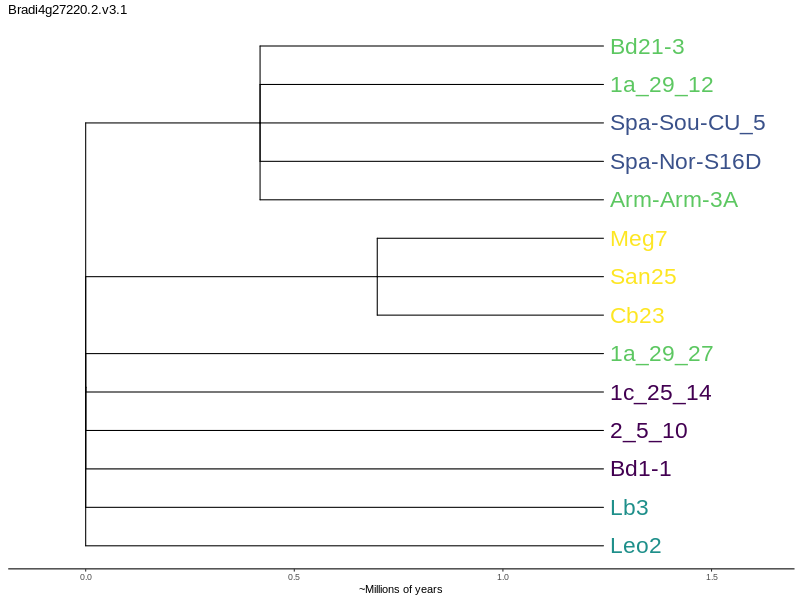 Bradi4g27220.2.v3.1
Bd21-3
1a_29_12
Spa-Sou-CU_5
Spa-Nor-S16D
Arm-Arm-3A
Meg7
San25
Cb23
1a_29_27
1c_25_14
2_5_10
Bd1-1
Lb3
Leo2
0.0 0.5 1.0 1.5
~Millions of years